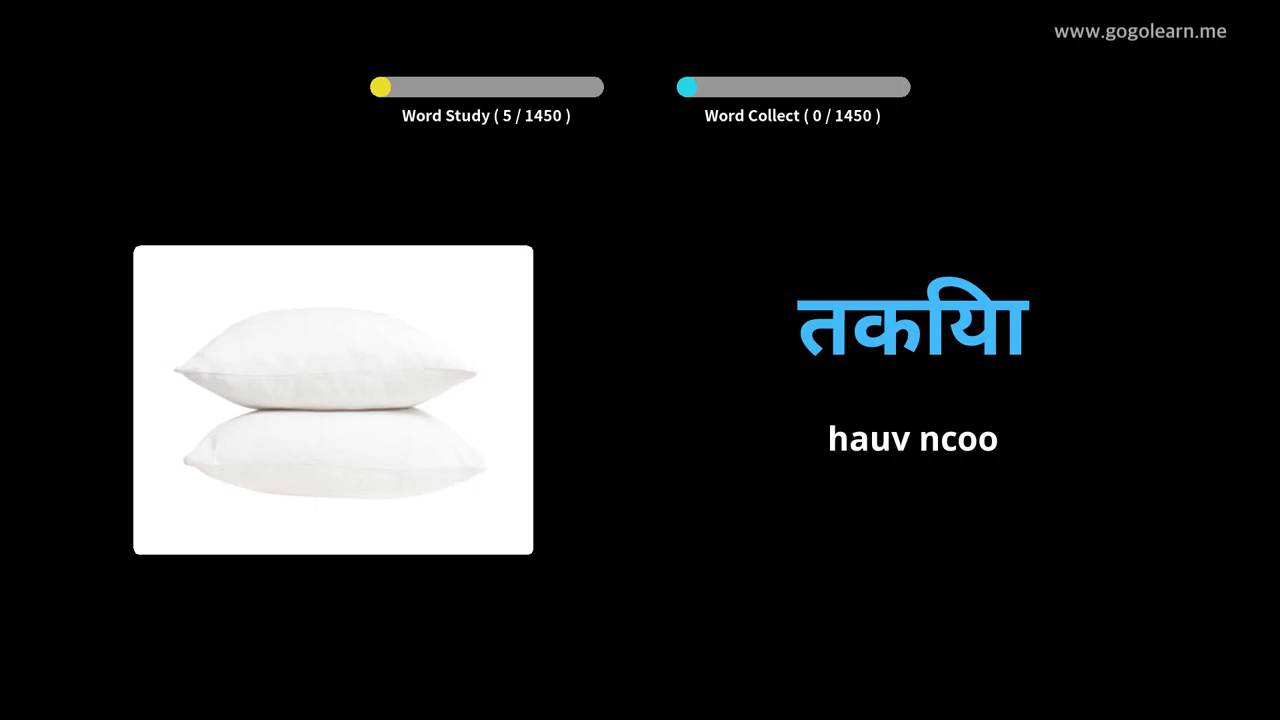 www.gogolearn.me
Word Study ( 5 / 1450 )
Word Collect ( 0 / 1450 )
तकिया
hauv ncoo